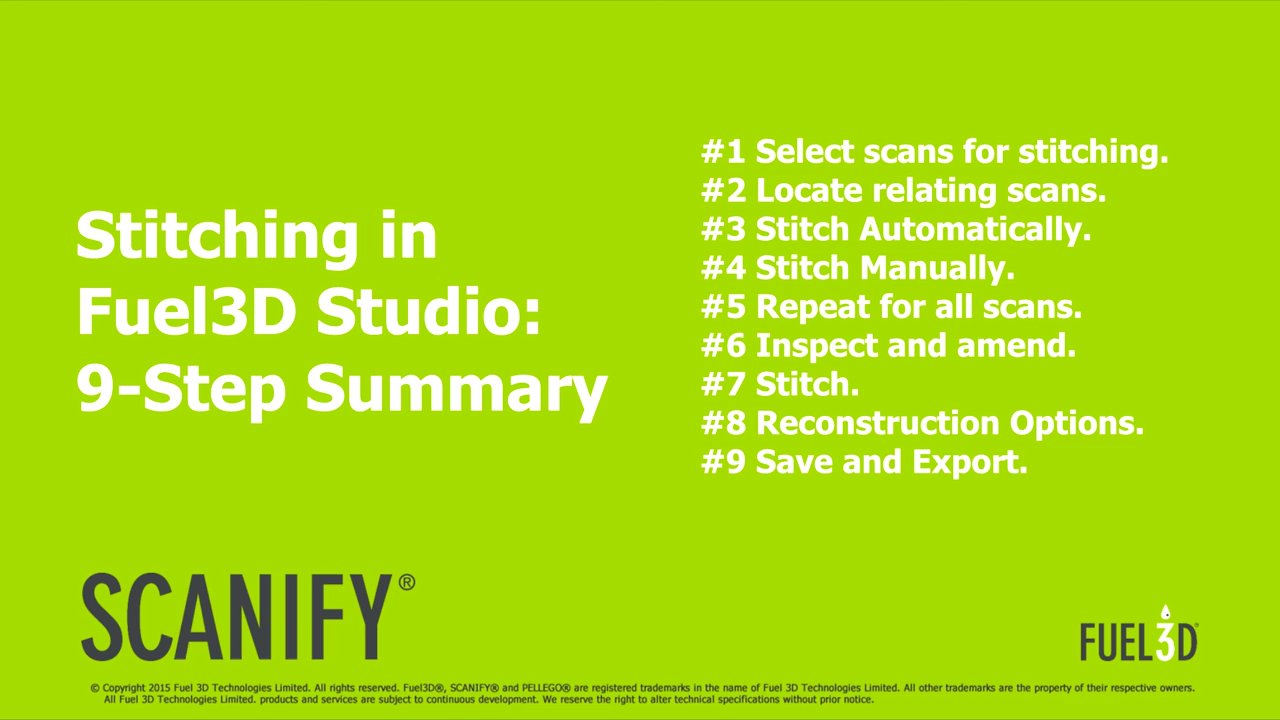 Stitching in
Fuel3D Studio:
9-Step Summary
#1 Select scans for stitching.
#2 Locate relating scans.
#3 Stitch Automatically.
#4 Stitch Manually.
#5 Repeat for all scans.
#6 Inspect and amend.
#7 Stitch.
#8 Reconstruction Options.
#9 Save and Export.
SCANIFY®
FUEL3D®
© Copyright 2015 Fuel 3D Technologies Limited. All rights reserved. Fuel3D®, SCANIFY® and PELLEGO® are registered trademarks in the name of Fuel 3D Technologies Limited. All other trademarks are the property of their respective owners.
All Fuel 3D Technologies Limited. products and services are subject to continuous development. We reserve the right to alter technical specifications without prior notice.